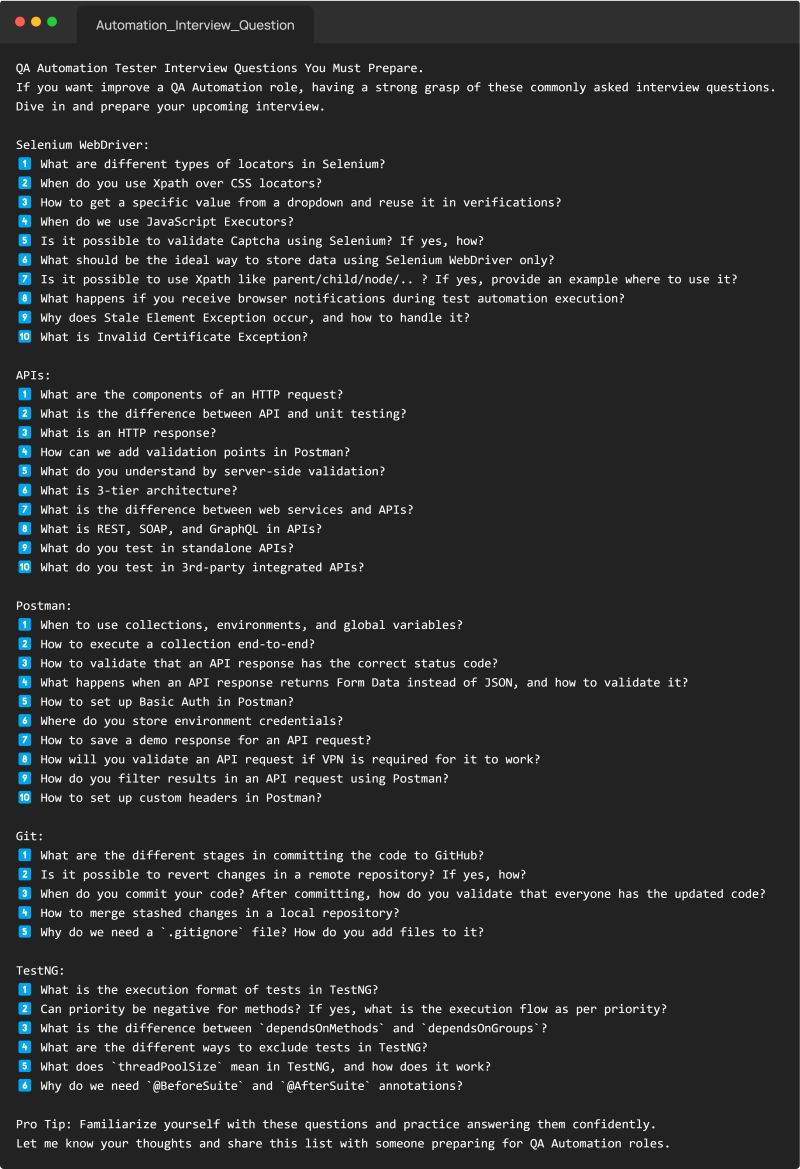 Automation_Interview_Question
QA Automation Tester Interview Questions You Must Prepare.
If you want improve a QA Automation role, having a strong grasp of these commonly asked interview questions.
Dive in and prepare your upcoming interview.
Selenium WebDriver:
1 What are different types of locators in Selenium?
2 When do you use Xpath over CSS locators?
3 How to get a specific value from a dropdown and reuse it in verifications?
4 When do we use JavaScript Executors?
5 Is it possible to validate Captcha using Selenium? If yes, how?
6 What should be the ideal way to store data using Selenium WebDriver only?
7 Is it possible to use Xpath like parent/child/node/.. ? If yes, provide an example where to use it?
8 What happens if you receive browser notifications during test automation execution?
9 Why does Stale Element Exception occur, and how to handle it?
10 What is Invalid Certificate Exception?
APIs:
1 What are the components of an HTTP request?
2 What is the difference between API and unit testing?
3 What is an HTTP response?
4 How can we add validation points in Postman?
5 What do you understand by server-side validation?
6 What is 3-tier architecture?
7 What is the difference between web services and APIs?
8 What is REST, SOAP, and GraphQL in APIs?
9 What do you test in standalone APIs?
10 What do you test in 3rd-party integrated APIs?
Postman:
1 When to use collections, environments, and global variables?
2 How to execute a collection end-to-end?
3 How to validate that an API response has the correct status code?
4 What happens when an API response returns Form Data instead of JSON, and how to validate it?
5 How to set up Basic Auth in Postman?
6 Where do you store environment credentials?
7 How to save a demo response for an API request?
8 How will you validate an API request if VPN is required for it to work?
9 How do you filter results in an API request using Postman?
10 How to set up custom headers in Postman?
Git:
1 What are the different stages in committing the code to GitHub?
2 Is it possible to revert changes in a remote repository? If yes, how?
3 When do you commit your code? After committing, how do you validate that everyone has the updated code?
4 How to merge stashed changes in a local repository?
5 Why do we need a `.gitignore` file? How do you add files to it?
TestNG:
1 What is the execution format of tests in TestNG?
2 Can priority be negative for methods? If yes, what is the execution flow as per priority?
3 What is the difference between `dependsOnMethods` and `dependsOnGroups`?
4 What are the different ways to exclude tests in TestNG?
5 What does `threadPoolSize` mean in TestNG, and how does it work?
6 Why do we need `@BeforeSuite` and `@AfterSuite` annotations?
Pro Tip: Familiarize yourself with these questions and practice answering them confidently.
Let me know your thoughts and share this list with someone preparing for QA Automation roles.